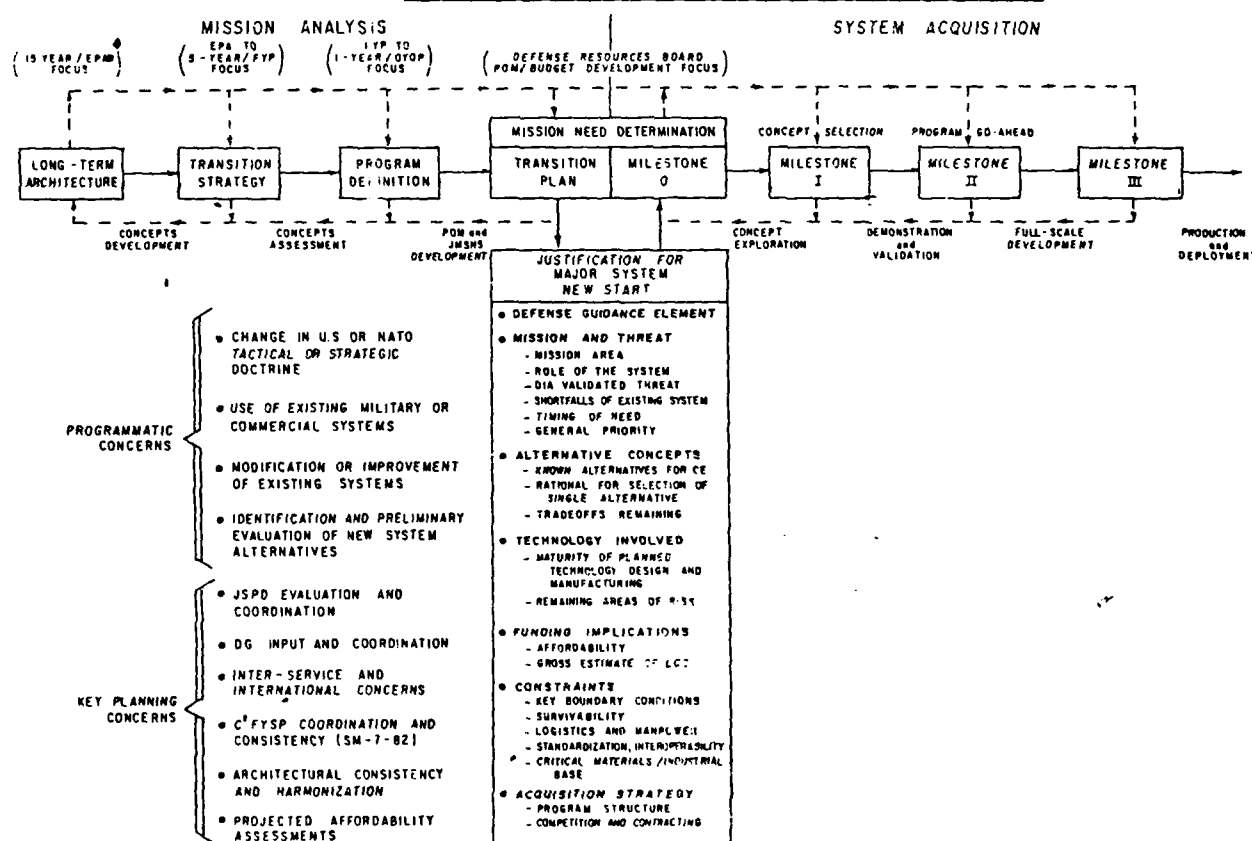 MISSION ANALYSIS
SYSTEM ACQUISITION
(15 YEAR/EPA
FOCUS)
(EPA TO
5-YEAR/FYP
FOCUS)
(FYP TO
1-YEAR/OYOP
FOCUS)
(DEFENSE RESOURCES BOARD
POM/BUDGET DEVELOPMENT FOCUS)
MISSION NEED DETERMINATION
CONCEPT SELECTION
PROGRAM GO-AHEAD
LONG-TERM
ARCHITECTURE
TRANSITION
STRATEGY
PROGRAM
DEFINITION
TRANSITION
PLAN
MILESTONE
0
MILESTONE
I
MILESTONE
II
MILESTONE
III
CONCEPTS
DEVELOPMENT
CONCEPTS
ASSESSMENT
POM and
JMSNS
DEVELOPMENT
CONCEPT
EXPLORATION
DEMONSTRATION
and
VALIDATION
FULL-SCALE
DEVELOPMENT
PRODUCTION
and
DEPLOYMENT
PROGRAMMATIC
CONCERNS
• CHANGE IN U.S OR NATO
TACTICAL OR STRATEGIC
DOCTRINE
• USE OF EXISTING MILITARY OR
COMMERCIAL SYSTEMS
• MODIFICATION OR IMPROVEMENT
OF EXISTING SYSTEMS
• IDENTIFICATION AND PRELIMINARY
EVALUATION OF NEW SYSTEM
ALTERNATIVES
KEY PLANNING
CONCERNS
• JSPD EVALUATION AND
COORDINATION
• DG INPUT AND COORDINATION
• INTER-SERVICE AND
INTERNATIONAL CONCERNS
• FYSP COORDINATION AND
CONSISTENCY (SM-7-82)
• ARCHITECTURAL CONSISTENCY
AND HARMONIZATION
• PROJECTED AFFORDABILITY
ASSESSMENTS
JUSTIFICATION FOR
MAJOR SYSTEM
NEW START
• DEFENSE GUIDANCE ELEMENT
• MISSION AND THREAT
- MISSION AREA
- ROLE OF THE SYSTEM
- DIA VALIDATED THREAT
- SHORTFALLS OF EXISTING SYSTEM
- TIMING OF NEED
- GENERAL PRIORITY
• ALTERNATIVE CONCEPTS
- KNOWN ALTERNATIVES FOR CE
- RATIONAL FOR SELECTION OF
SINGLE ALTERNATIVE
- TRADEOFFS REMAINING
• TECHNOLOGY INVOLVED
- MATURITY OF PLANNED
TECHNOLOGY DESIGN AND
MANUFACTURING
- REMAINING AREAS OF RISK
• FUNDING IMPLICATIONS
- AFFORDABILITY
- GROSS ESTIMATE OF
• CONSTRAINTS
- KEY BOUNDARY CONDITIONS
- SURVIVABILITY
- LOGISTICS AND MANPOWER
- STANDARDIZATION, INTEROPERABILITY
- CRITICAL MATERIALS/INDUSTRIAL
BASE
• ACQUISITION STRATEGY
- PROGRAM STRUCTURE
- COMPETITION AND CONTRACTING